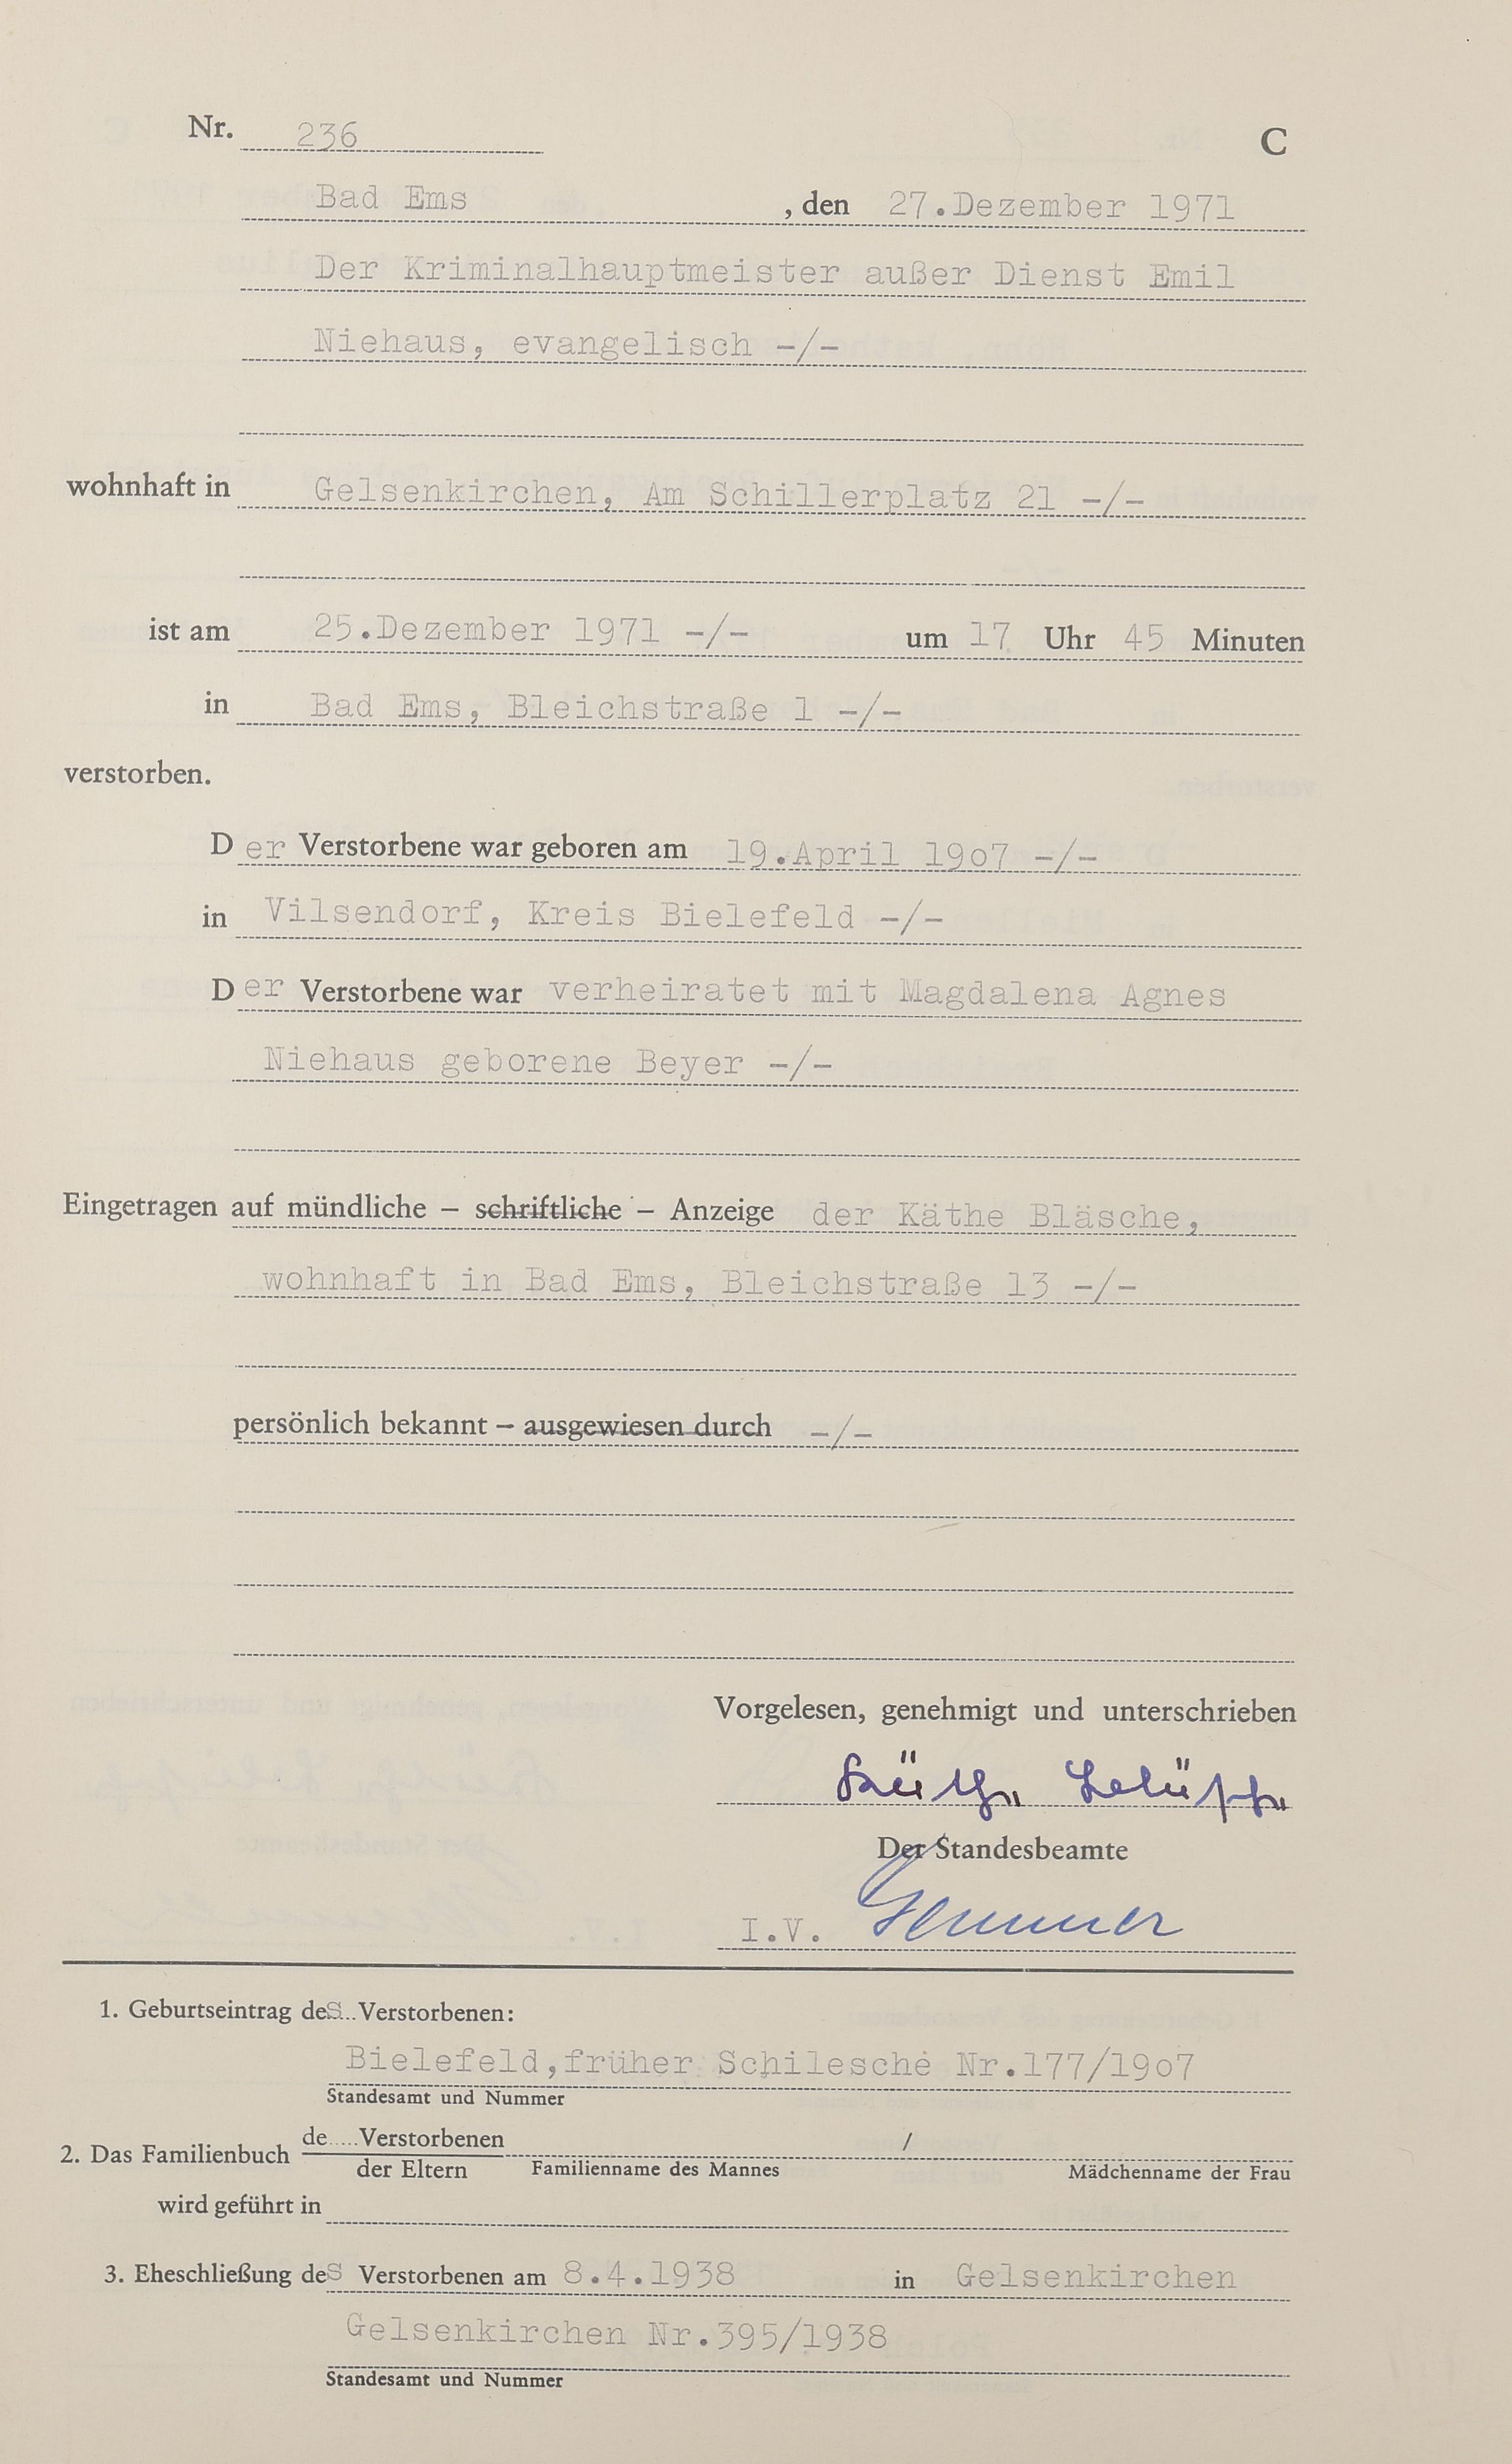 Nr. 236 C
Bad Ems , den 27.Dezember 1971
Der Kriminalhauptmeister außer Dienst Emil
Niehaus, evangelisch -/-
wohnhaft in Gelsenkirchen, Am Schillerplatz 21 -/-
ist am 25.Dezember 1971 -/- um 17 Uhr 45 Minuten
in Bad Ems, Bleichstraße 1 -/-
verstorben.
Der Verstorbene war geboren am 19.April 19o7 -/-
in Vilsendorf, Kreis Bielefeld -/-
Der Verstorbene war verheiratet mit Magdalena Agnes
Niehaus geborene Beyer -/-
Eingetragen auf mündliche – schriftliche – Anzeige der Käthe Bläsche,
wohnhaft in Bad Ems, Bleichstraße 13 -/-
persönlich bekannt – ausgewiesen durch -/-
Vorgelesen, genehmigt und unterschrieben
Käthe
Der Standesbeamte
I.V.
1. Geburtseintrag des Verstorbenen:
Bielefeld,früher Schilesche Nr.177/19o7
Standesamt und Nummer
2. Das Familienbuch de..... Verstorbenen /
der Eltern Familienname des Mannes Mädchenname der Frau
wird geführt in
3. Eheschließung des Verstorbenen am 8.4.1938 in Gelsenkirchen
Gelsenkirchen Nr.395/1938
Standesamt und Nummer